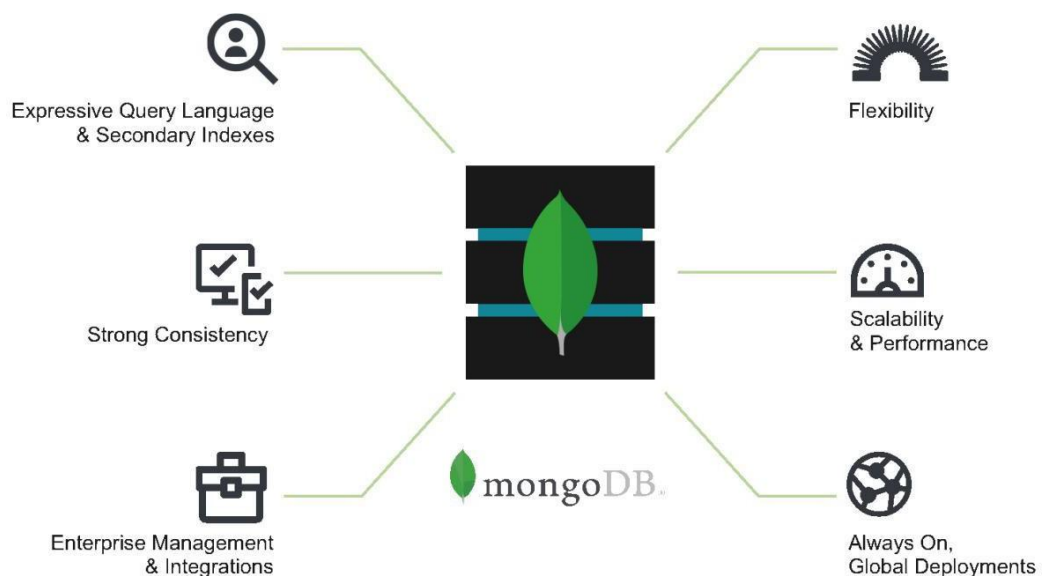 Expressive Query Language
& Secondary Indexes
Flexibility
Strong Consistency
Scalability
& Performance
mongoDB
Enterprise Management
& Integrations
Always On,
Global Deployments